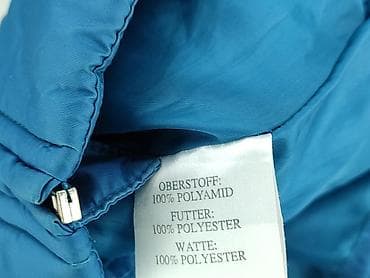 OBERSTOFF:
100% POLYAMID
FUTTER:
100% POLYESTER
WATTE:
100% POLYESTER